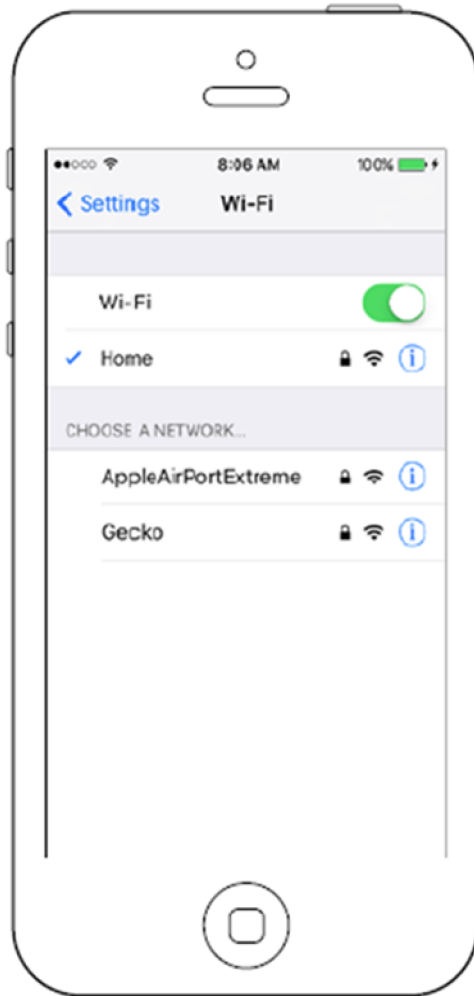 8:06 AM 100%
Settings Wi-Fi
Wi-Fi
Home
CHOOSE A NETWORK...
AppleAirPortExtreme
Gecko